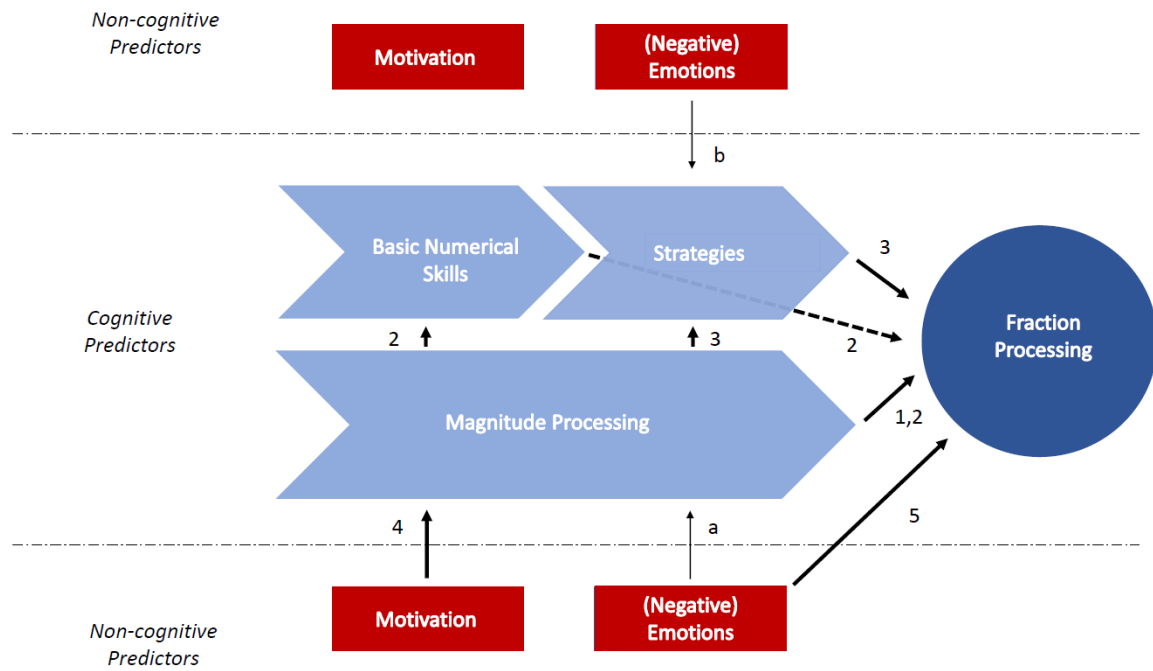 Non-cognitive
Predictors
Motivation
(Negative)
Emotions
b
Basic Numerical
Skills
Strategies
3
Cognitive
Predictors
2
3
2
Fraction
Processing
Magnitude Processing
1,2
4
a
5
Motivation
(Negative)
Emotions
Non-cognitive
Predictors